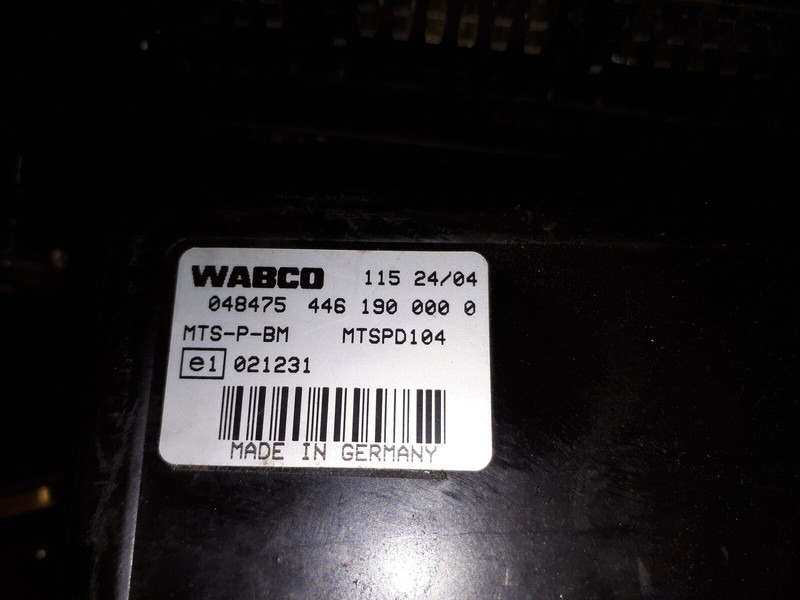 WABCO 115 24/04
048475 446 190 000 0
MTS-P-BM MTSPD104
e1 021231
MADE IN GERMANY